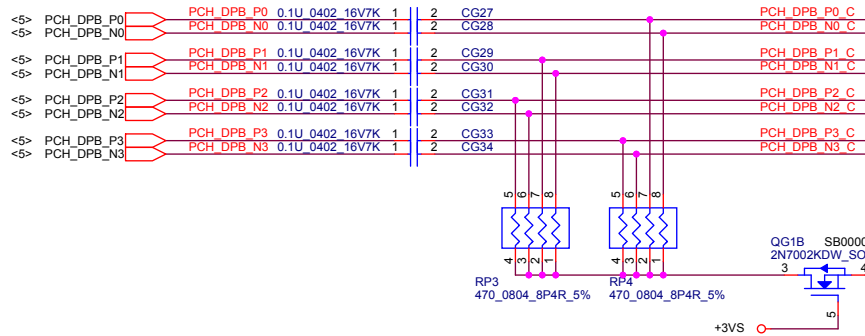 <5> PCH_DPB_P0 PCH_DPB_P0 0.1U_0402_16V7K 1 2 CG27 PCH_DPB_P0_C
<5> PCH_DPB_N0 PCH_DPB_N0 0.1U_0402_16V7K 1 2 CG28 PCH_DPB_N0_C
<5> PCH_DPB_P1 PCH_DPB_P1 0.1U_0402_16V7K 1 2 CG29 PCH_DPB_P1_C
<5> PCH_DPB_N1 PCH_DPB_N1 0.1U_0402_16V7K 1 2 CG30 PCH_DPB_N1_C
<5> PCH_DPB_P2 PCH_DPB_P2 0.1U_0402_16V7K 1 2 CG31 PCH_DPB_P2_C
<5> PCH_DPB_N2 PCH_DPB_N2 0.1U_0402_16V7K 1 2 CG32 PCH_DPB_N2_C
<5> PCH_DPB_P3 PCH_DPB_P3 0.1U_0402_16V7K 1 2 CG33 PCH_DPB_P3_C
<5> PCH_DPB_N3 PCH_DPB_N3 0.1U_0402_16V7K 1 2 CG34 PCH_DPB_N3_C
5 6 7 8 5 6 7 8
4 3 2 1 4 3 2 1
QG1B SB0000
2N7002KDW_SO
3 4
RP3 RP4
470_0804_8P4R_5% 470_0804_8P4R_5%
5
+3VS